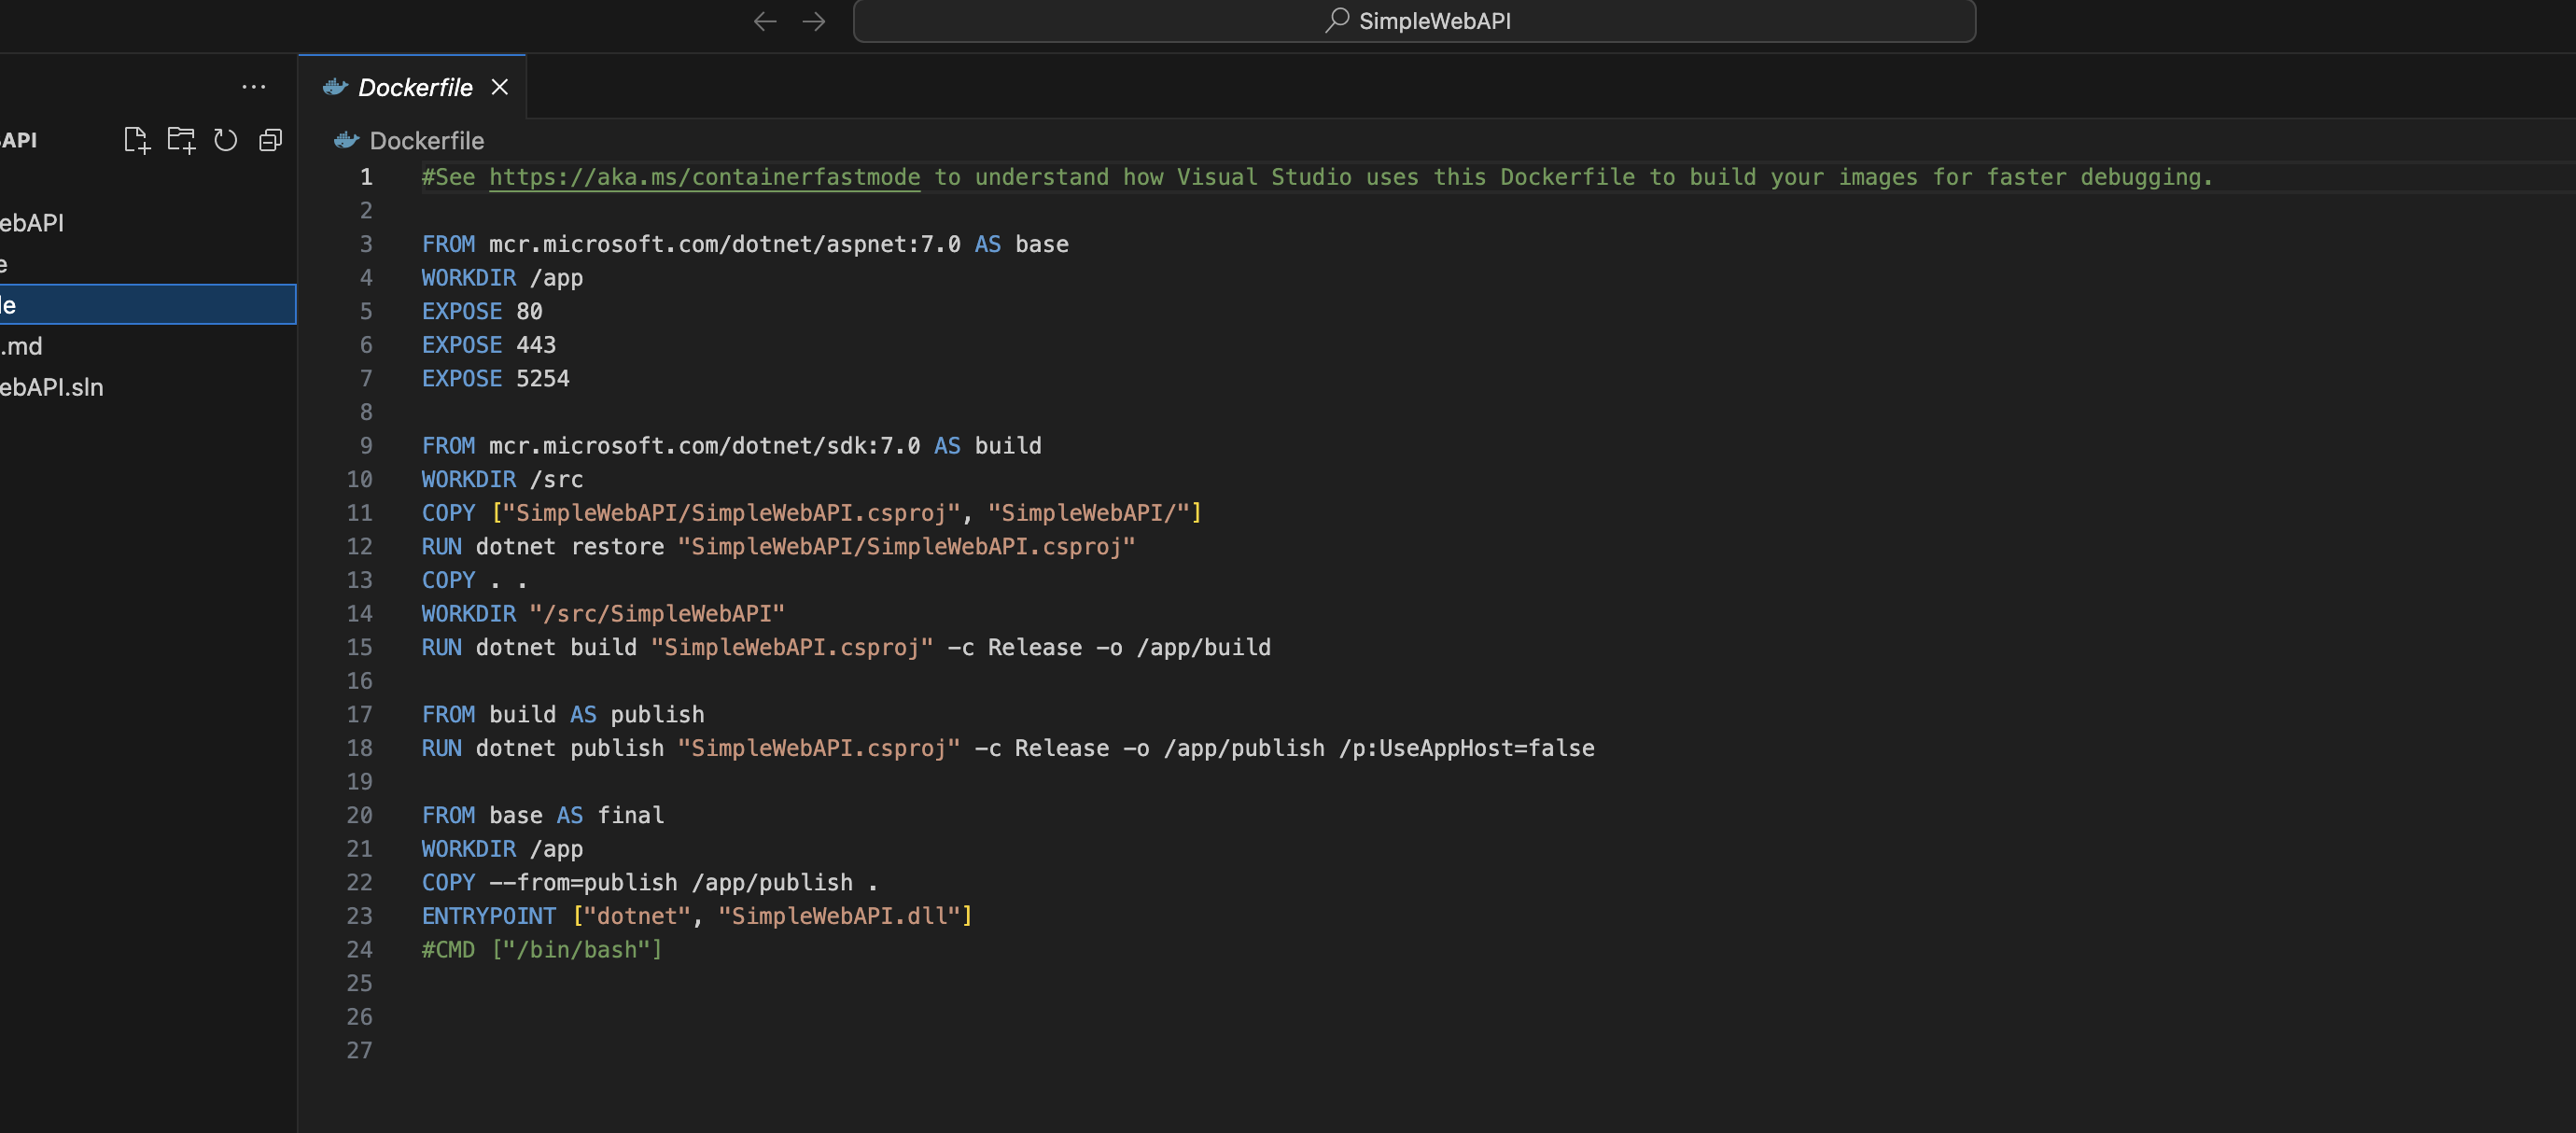 SimpleWebAPI
Dockerfile
API
Dockerfile
ebAPI
e
le
.md
ebAPI.sln
1 #See https://aka.ms/containerfastmode to understand how Visual Studio uses this Dockerfile to build your images for faster debugging.
2
3 FROM mcr.microsoft.com/dotnet/aspnet:7.0 AS base
4 WORKDIR /app
5 EXPOSE 80
6 EXPOSE 443
7 EXPOSE 5254
8
9 FROM mcr.microsoft.com/dotnet/sdk:7.0 AS build
10 WORKDIR /src
11 COPY ["SimpleWebAPI/SimpleWebAPI.csproj", "SimpleWebAPI/"]
12 RUN dotnet restore "SimpleWebAPI/SimpleWebAPI.csproj"
13 COPY . .
14 WORKDIR "/src/SimpleWebAPI"
15 RUN dotnet build "SimpleWebAPI.csproj" -c Release -o /app/build
16
17 FROM build AS publish
18 RUN dotnet publish "SimpleWebAPI.csproj" -c Release -o /app/publish /p:UseAppHost=false
19
20 FROM base AS final
21 WORKDIR /app
22 COPY --from=publish /app/publish .
23 ENTRYPOINT ["dotnet", "SimpleWebAPI.dll"]
24 #CMD ["/bin/bash"]
25
26
27